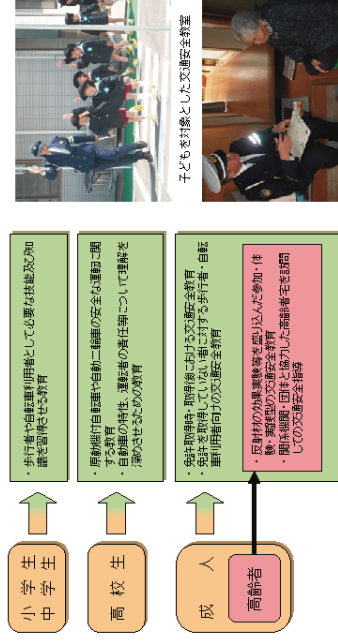 小学生
中学生
・歩行者や自転車利用者として必要な技能及び知
識を習得させる教育
高校生
・原動機付自転車や自動二輪車の安全な運転に関
する教育
・自動車の特性、運転者の責任等について理解を
深めさせるための教育
成人
・免許取得時・取得後における交通安全教育
・免許を取得していない者に対する歩行者・自転
車利用者向けの交通安全教育
高齢者
・反射材の効果実験等を盛り込んだ参加・体
験・実践型の交通安全教育
・関係機関・団体と協力した高齢者宅を訪問
しての交通安全指導
子どもを対象とした交通安全教室